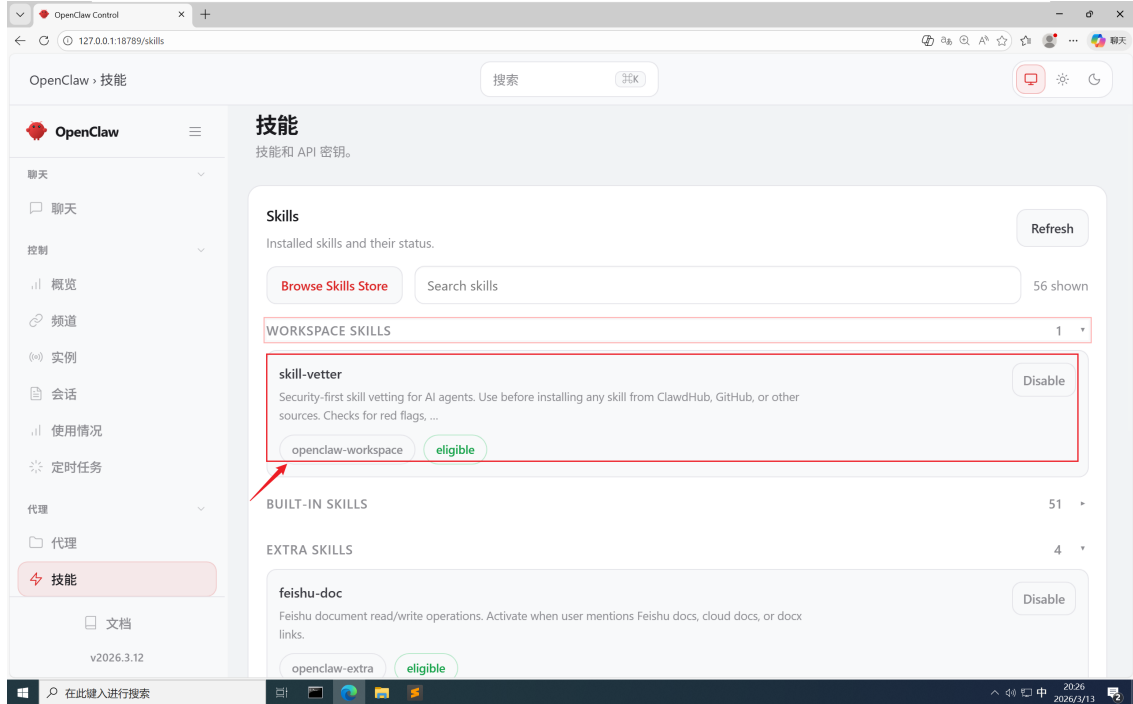 OpenClaw Control
127.0.0.1:18789/skills
聊天
OpenClaw › 技能
搜索
⌘K
OpenClaw
聊天
聊天
控制
概览
频道
实例
会话
使用情况
定时任务
代理
代理
技能
文档
v2026.3.12
技能
技能和 API 密钥。
Skills
Installed skills and their status.
Refresh
Browse Skills Store
Search skills
56 shown
WORKSPACE SKILLS 1
skill-vetter
Security-first skill vetting for AI agents. Use before installing any skill from ClawdHub, GitHub, or other
sources. Checks for red flags, ...
Disable
openclaw-workspace
eligible
BUILT-IN SKILLS 51
EXTRA SKILLS 4
feishu-doc
Feishu document read/write operations. Activate when user mentions Feishu docs, cloud docs, or docx
links.
Disable
openclaw-extra
eligible
在此键入进行搜索
中
20:26
2026/3/13
2